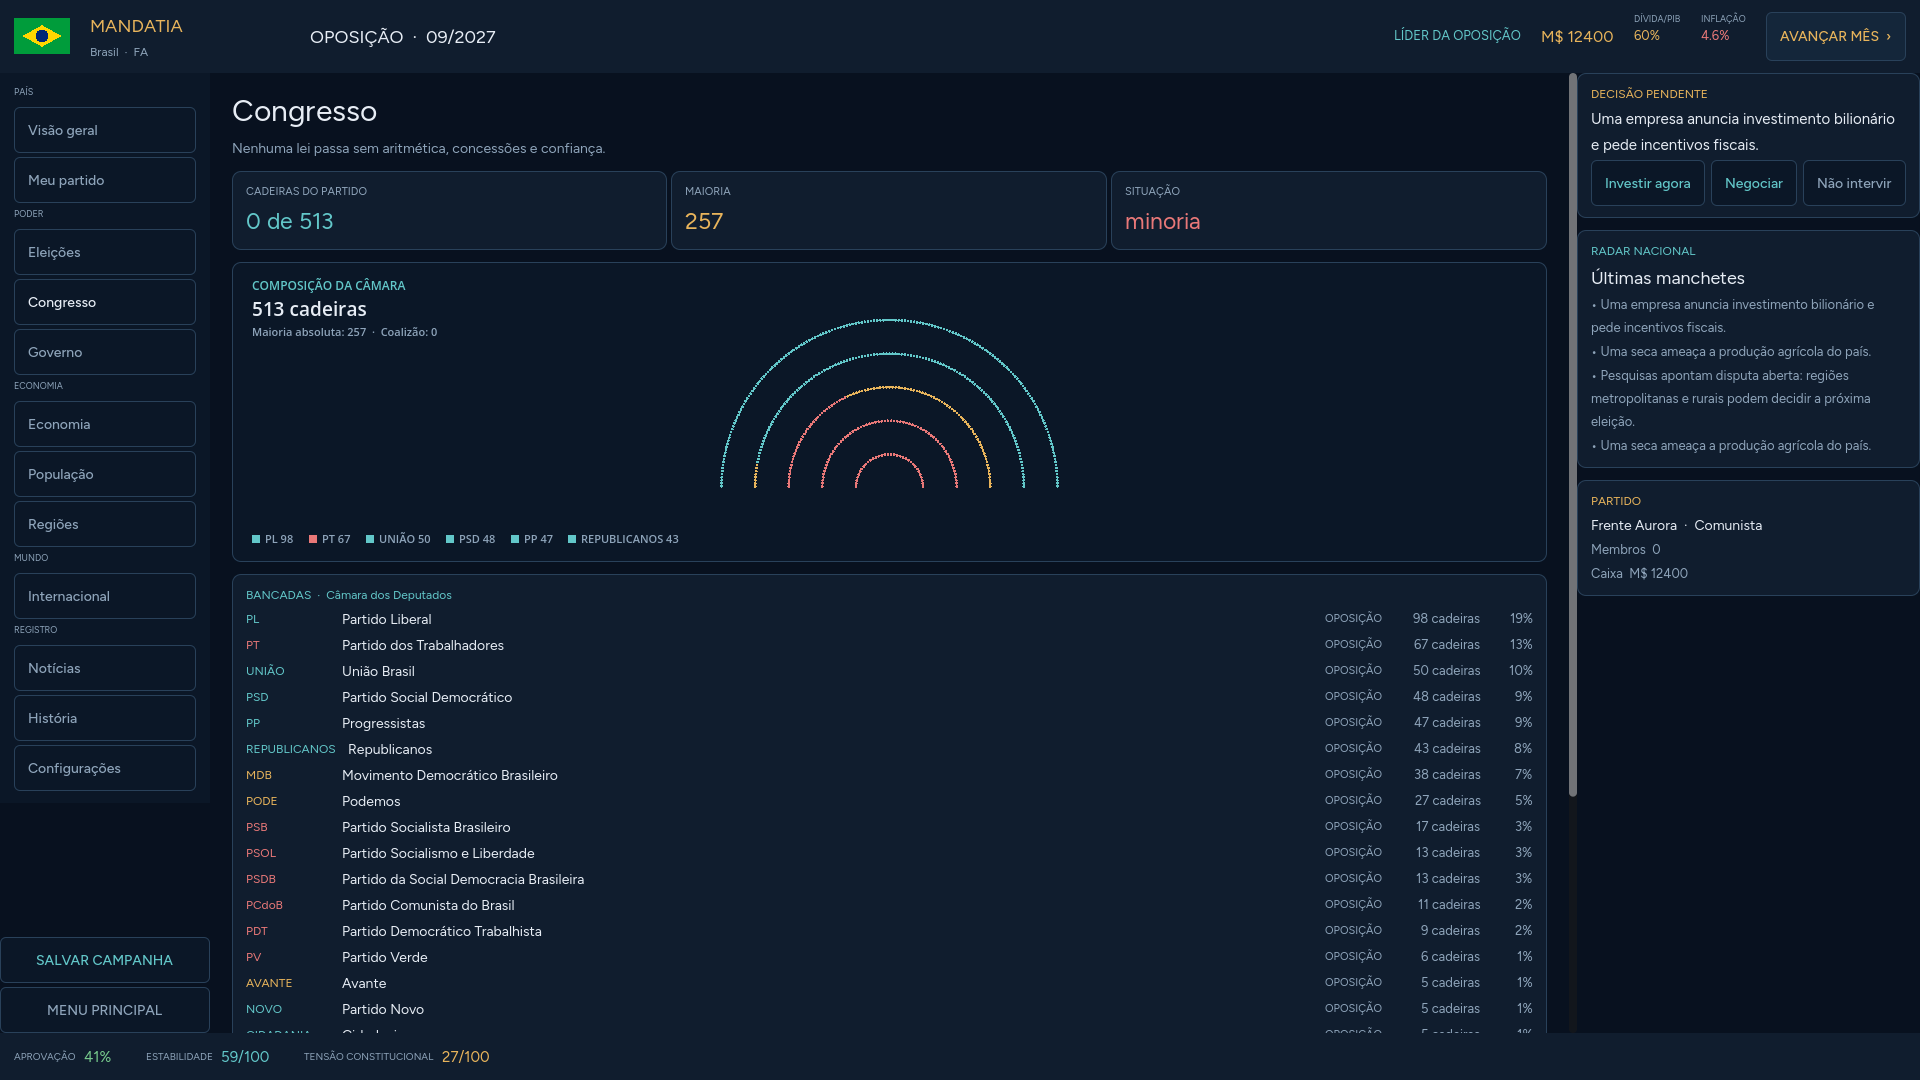 MANDATIA
Brasil · FA
OPOSIÇÃO · 09/2027
LÍDER DA OPOSIÇÃO
M$ 12400
DÍVIDA/PIB
60%
INFLAÇÃO
4.6%
AVANÇAR MÊS ›
PAÍS
Visão geral
Meu partido
PODER
Eleições
Congresso
Governo
ECONOMIA
Economia
População
Regiões
MUNDO
Internacional
REGISTRO
Notícias
História
Configurações
SALVAR CAMPANHA
MENU PRINCIPAL
Congresso
Nenhuma lei passa sem aritmética, concessões e confiança.
CADEIRAS DO PARTIDO
0 de 513
MAIORIA
257
SITUAÇÃO
minoria
COMPOSIÇÃO DA CÂMARA
513 cadeiras
Maioria absoluta: 257 · Coalizão: 0
PL 98 PT 67 UNIÃO 50 PSD 48 PP 47 REPUBLICANOS 43
BANCADAS · Câmara dos Deputados
PL Partido Liberal OPOSIÇÃO 98 cadeiras 19%
PT Partido dos Trabalhadores OPOSIÇÃO 67 cadeiras 13%
UNIÃO União Brasil OPOSIÇÃO 50 cadeiras 10%
PSD Partido Social Democrático OPOSIÇÃO 48 cadeiras 9%
PP Progressistas OPOSIÇÃO 47 cadeiras 9%
REPUBLICANOS Republicanos OPOSIÇÃO 43 cadeiras 8%
MDB Movimento Democrático Brasileiro OPOSIÇÃO 38 cadeiras 7%
PODE Podemos OPOSIÇÃO 27 cadeiras 5%
PSB Partido Socialista Brasileiro OPOSIÇÃO 17 cadeiras 3%
PSOL Partido Socialismo e Liberdade OPOSIÇÃO 13 cadeiras 3%
PSDB Partido da Social Democracia Brasileira OPOSIÇÃO 13 cadeiras 3%
PCdoB Partido Comunista do Brasil OPOSIÇÃO 11 cadeiras 2%
PDT Partido Democrático Trabalhista OPOSIÇÃO 9 cadeiras 2%
PV Partido Verde OPOSIÇÃO 6 cadeiras 1%
AVANTE Avante OPOSIÇÃO 5 cadeiras 1%
NOVO Partido Novo OPOSIÇÃO 5 cadeiras 1%
DECISÃO PENDENTE
Uma empresa anuncia investimento bilionário
e pede incentivos fiscais.
Investir agora Negociar Não intervir
RADAR NACIONAL
Últimas manchetes
• Uma empresa anuncia investimento bilionário e
pede incentivos fiscais.
• Uma seca ameaça a produção agrícola do país.
• Pesquisas apontam disputa aberta: regiões
metropolitanas e rurais podem decidir a próxima
eleição.
• Uma seca ameaça a produção agrícola do país.
PARTIDO
Frente Aurora · Comunista
Membros 0
Caixa M$ 12400
APROVAÇÃO 41% ESTABILIDADE 59/100 TENSÃO CONSTITUCIONAL 27/100